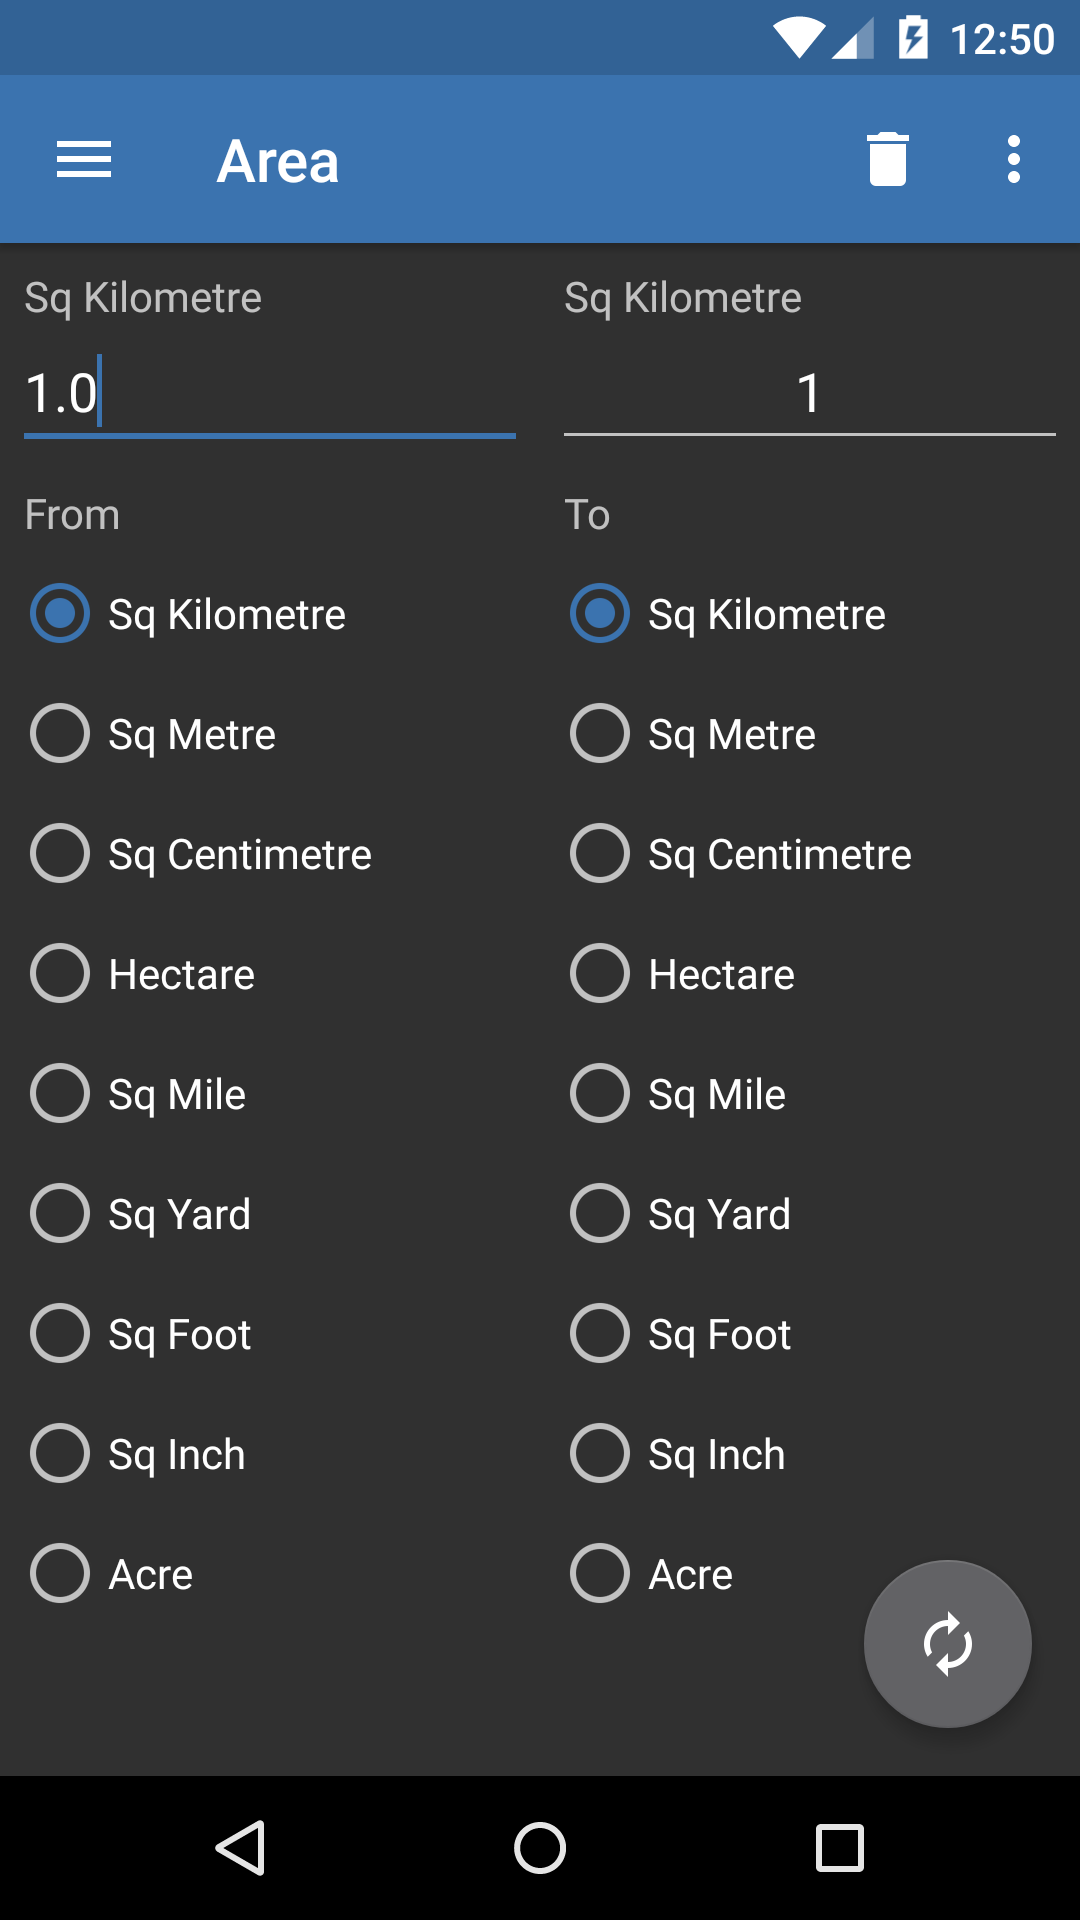 12:50
Area
Sq Kilometre
Sq Kilometre
1.0
1
From
To
Sq Kilometre
Sq Kilometre
Sq Metre
Sq Metre
Sq Centimetre
Sq Centimetre
Hectare
Hectare
Sq Mile
Sq Mile
Sq Yard
Sq Yard
Sq Foot
Sq Foot
Sq Inch
Sq Inch
Acre
Acre